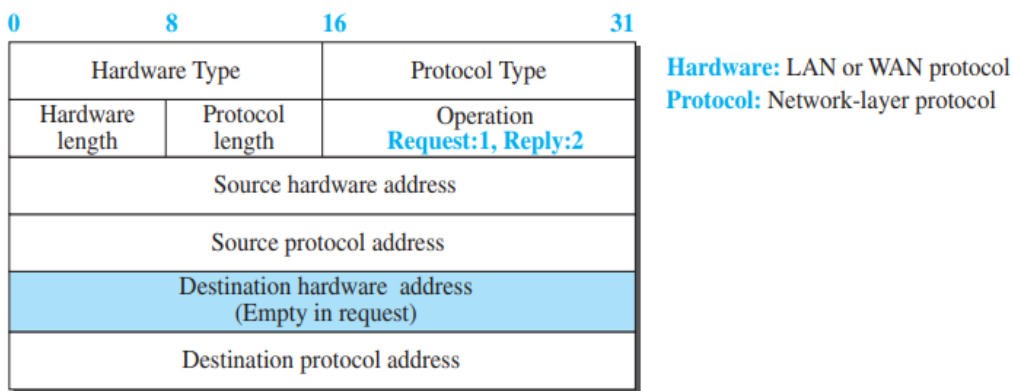 0 8 16 31
Hardware Type Protocol Type
Hardware length Protocol length Operation
Request:1, Reply:2
Source hardware address
Source protocol address
Destination hardware address
(Empty in request)
Destination protocol address
Hardware: LAN or WAN protocol
Protocol: Network-layer protocol